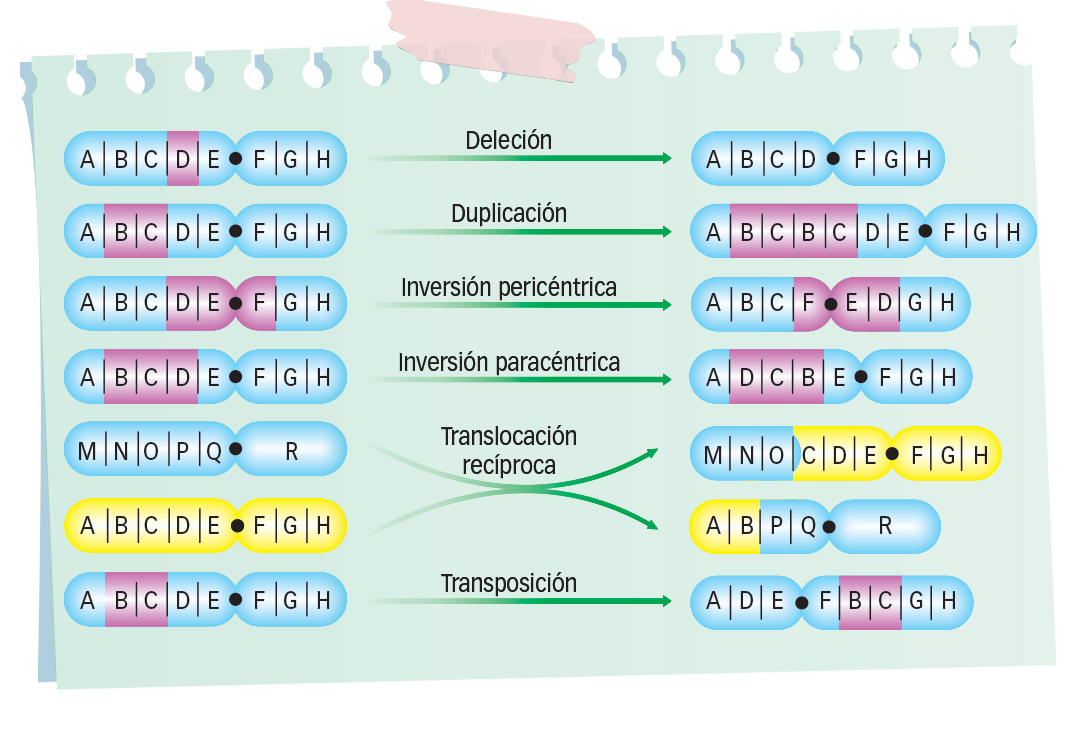 A|B|C|D|E•F|G|H Deleción A|B|C|D•F|G|H
A|B|C|D|E•F|G|H Duplicación A|B|C|B|C|D|E•F|G|H
A|B|C|D|E•F|G|H Inversión pericéntrica A|B|C|F•E|D|G|H
A|B|C|D|E•F|G|H Inversión paracéntrica A|D|C|B|E•F|G|H
M|N|O|P|Q•R Translocación M|N|O|C|D|E•F|G|H
recíproca
A|B|C|D|E•F|G|H A|B|P|Q•R
A|B|C|D|E•F|G|H Transposición A|D|E•F|B|C|G|H